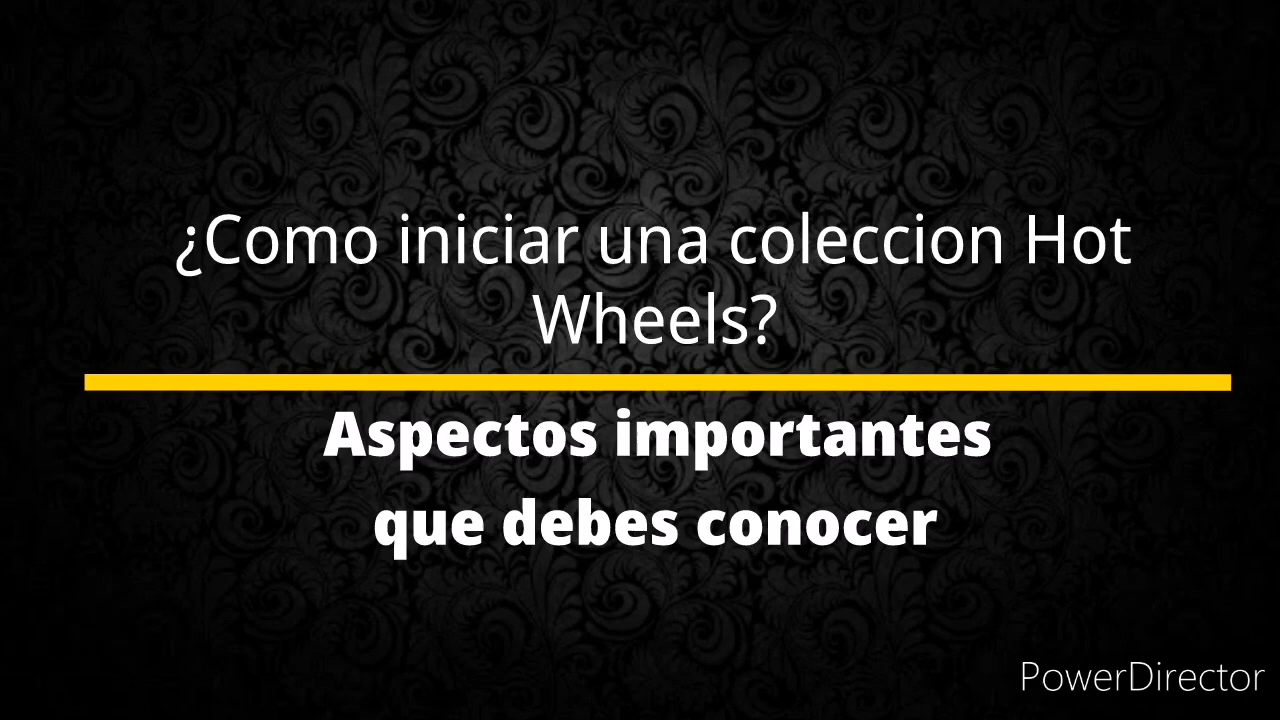 ¿Como iniciar una coleccion Hot
Wheels?
Aspectos importantes
que debes conocer
PowerDirector